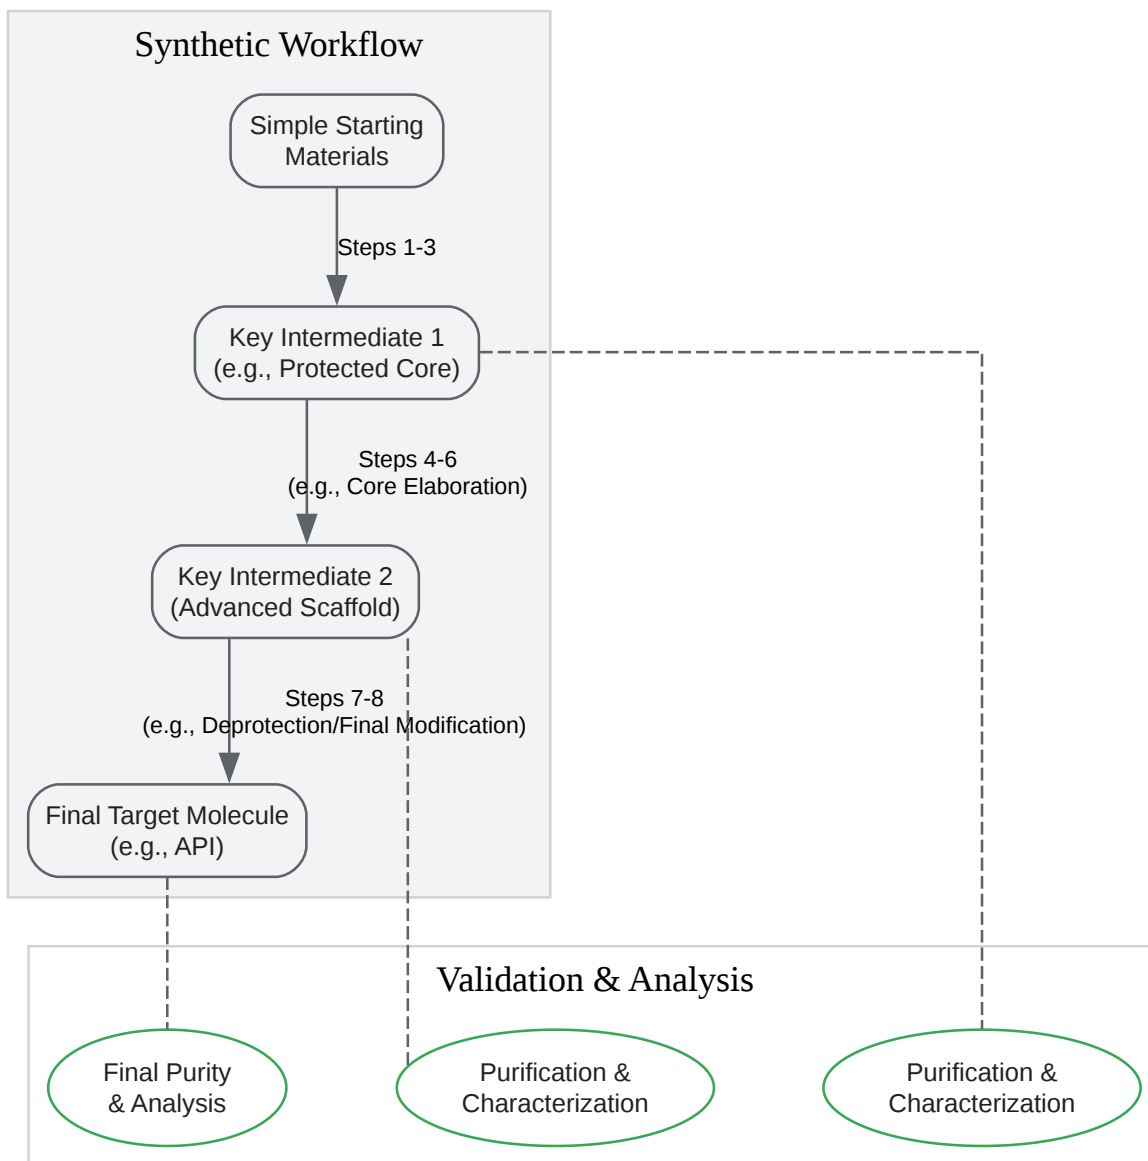 Synthetic Workflow
Simple Starting
Materials
Steps 1-3
Key Intermediate 1
(e.g., Protected Core)
Steps 4-6
(e.g., Core Elaboration)
Key Intermediate 2
(Advanced Scaffold)
Steps 7-8
(e.g., Deprotection/Final Modification)
Final Target Molecule
(e.g., API)
Validation & Analysis
Final Purity
& Analysis
Purification &
Characterization
Purification &
Characterization